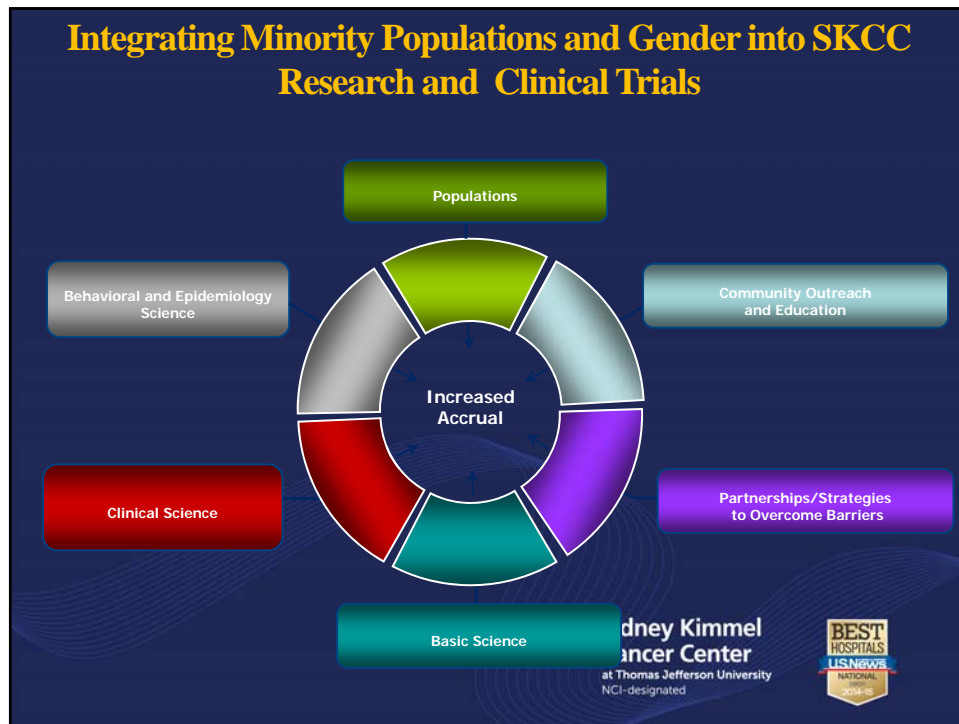 Integrating Minority Populations and Gender into SKCC
Research and Clinical Trials
Populations
Behavioral and Epidemiology
Science
Community Outreach
and Education
Increased
Accrual
Clinical Science
Partnerships/Strategies
to Overcome Barriers
Basic Science
dney Kimmel
ancer Center
at Thomas Jefferson University
NCI-designated
BEST
HOSPITALS
U.S.News
NATIONAL
2014-15